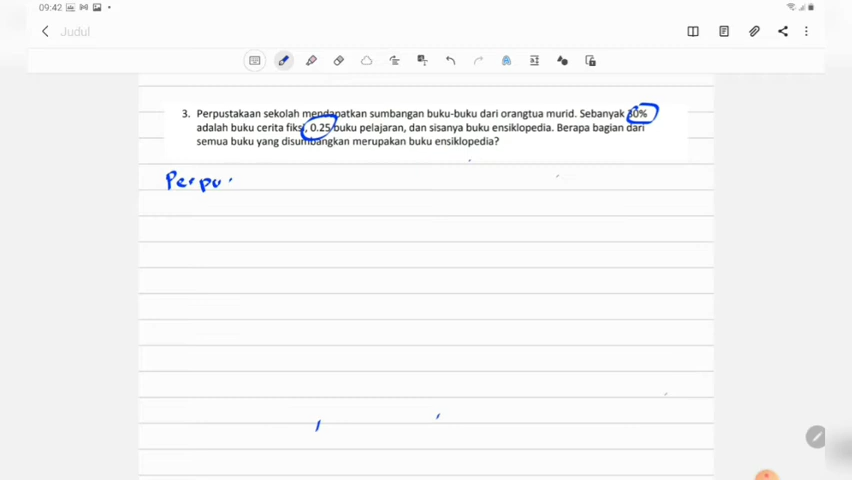 09:42
Judul
3. Perpustakaan sekolah mendapatkan sumbangan buku-buku dari orangtua murid. Sebanyak 30%
adalah buku cerita fiksi, 0.25 buku pelajaran, dan sisanya buku ensiklopedia. Berapa bagian dari
semua buku yang disumbangkan merupakan buku ensiklopedia?
Perpu